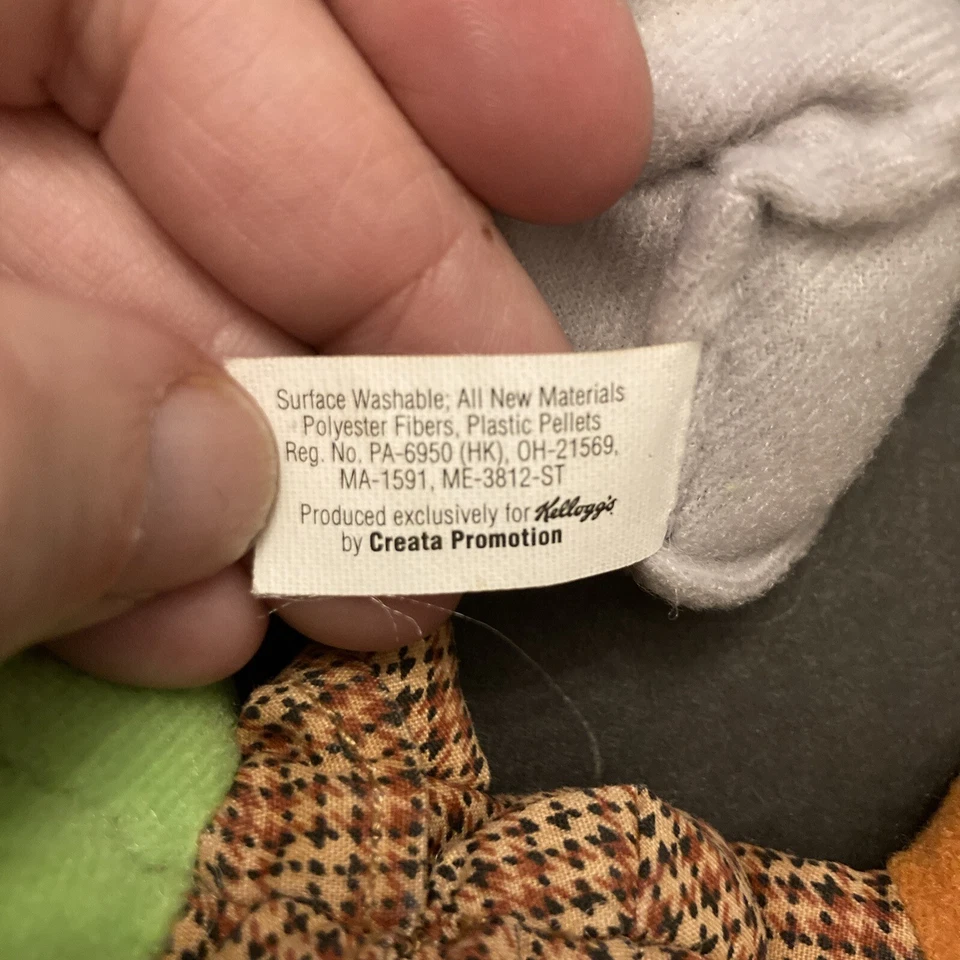 Surface Washable; All New Materials
Polyester Fibers, Plastic Pellets
Reg. No. PA-6950 (HK), OH-21569,
MA-1591, ME-3812-ST
Produced exclusively for Kellogg's
by Creata Promotion